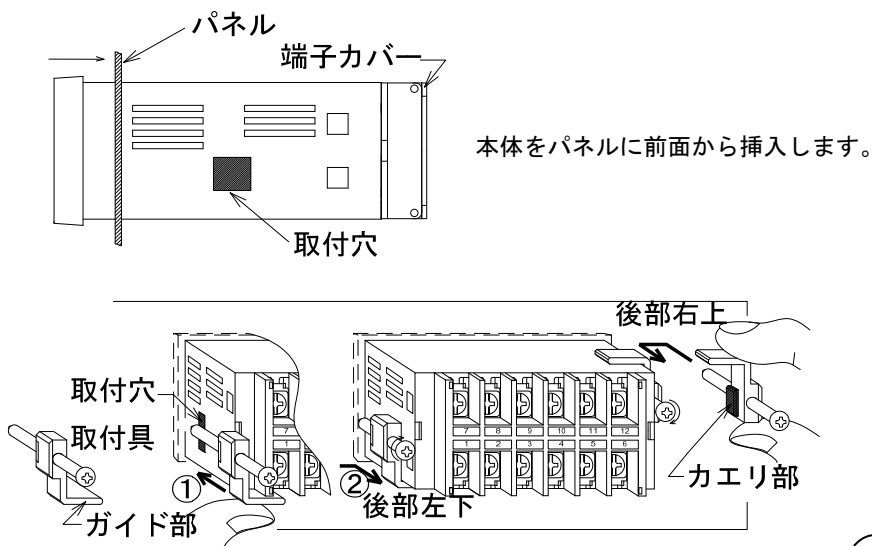 パネル
端子カバー
本体をパネルに前面から挿入します。
取付穴
後部右上
取付穴
取付具
7
1
7 8 9 10 11 12
1 2 3 4 5 6
カエリ部
①
②
後部左下
ガイド部